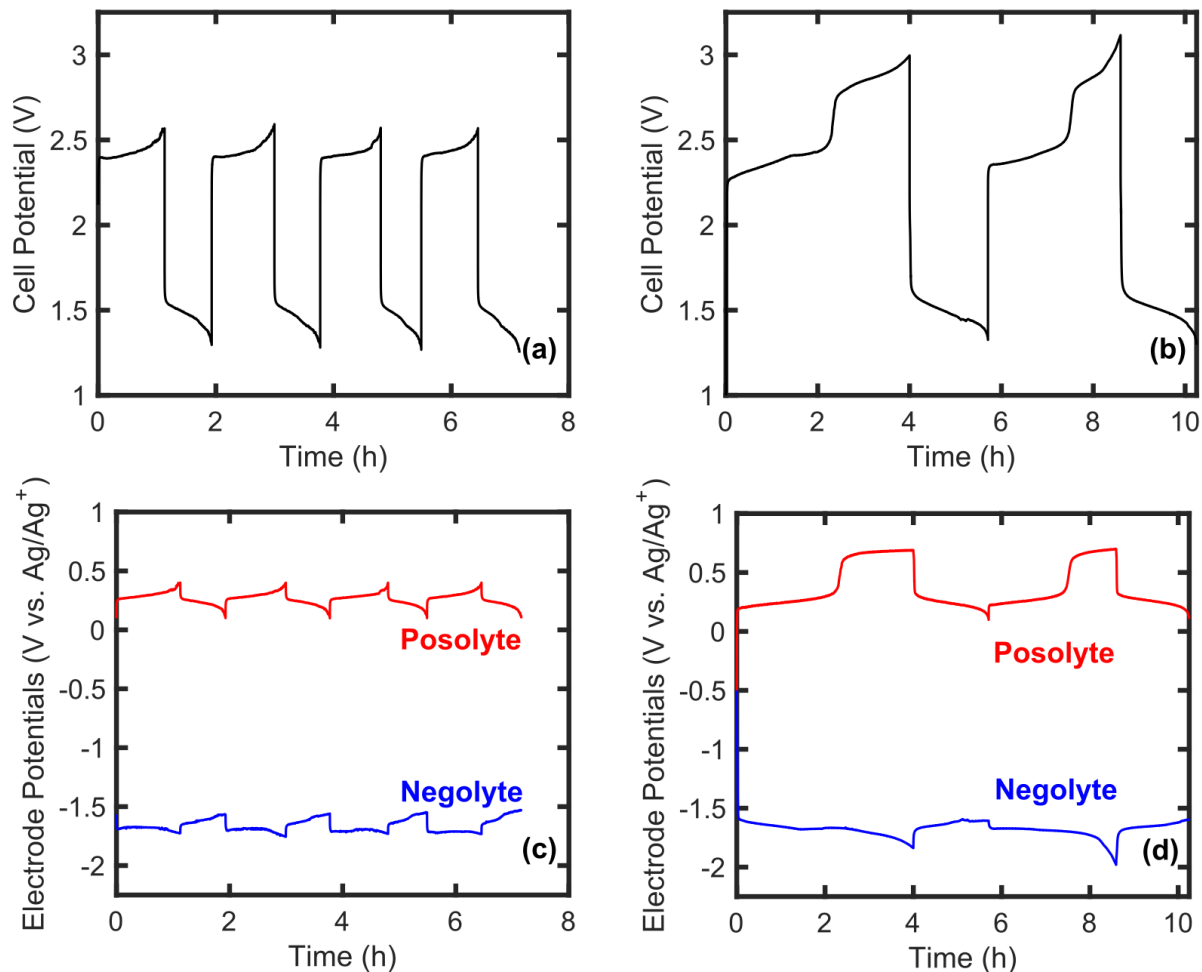 3
2.5
2
1.5
1
Cell Potential (V)
(a)
0 2 4 6 8
Time (h)
3
2.5
2
1.5
1
Cell Potential (V)
(b)
0 2 4 6 8 10
Time (h)
1
0.5
0
-0.5
-1
-1.5
-2
Electrode Potentials (V vs. Ag/Ag⁺)
Posolyte
Negolyte
(c)
0 2 4 6 8
Time (h)
1
0.5
0
-0.5
-1
-1.5
-2
Electrode Potentials (V vs. Ag/Ag⁺)
Posolyte
Negolyte
(d)
0 2 4 6 8 10
Time (h)